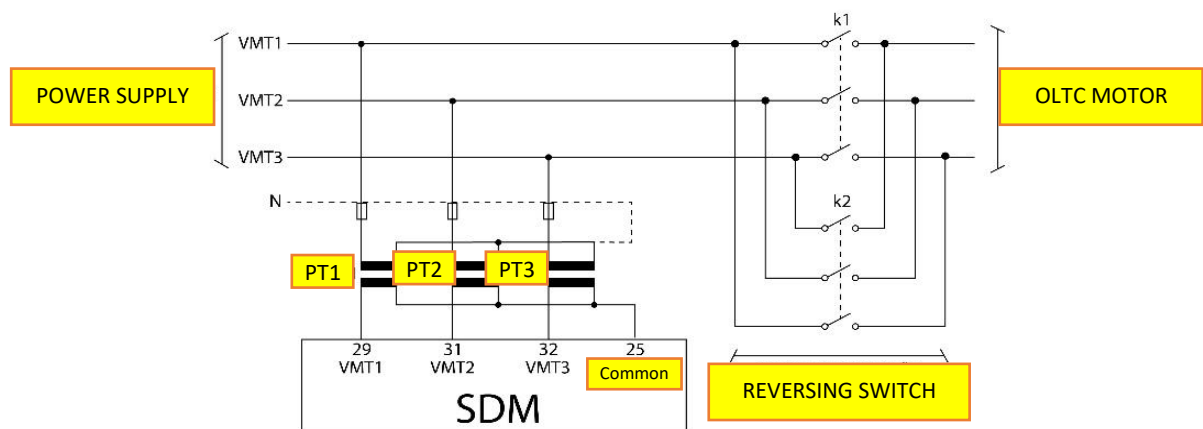 k1
VMT1
POWER SUPPLY
VMT2
OLTC MOTOR
VMT3
N
k2
PT1
PT2
PT3
29
31
32
25
VMT1
VMT2
VMT3
Common
REVERSING SWITCH
SDM